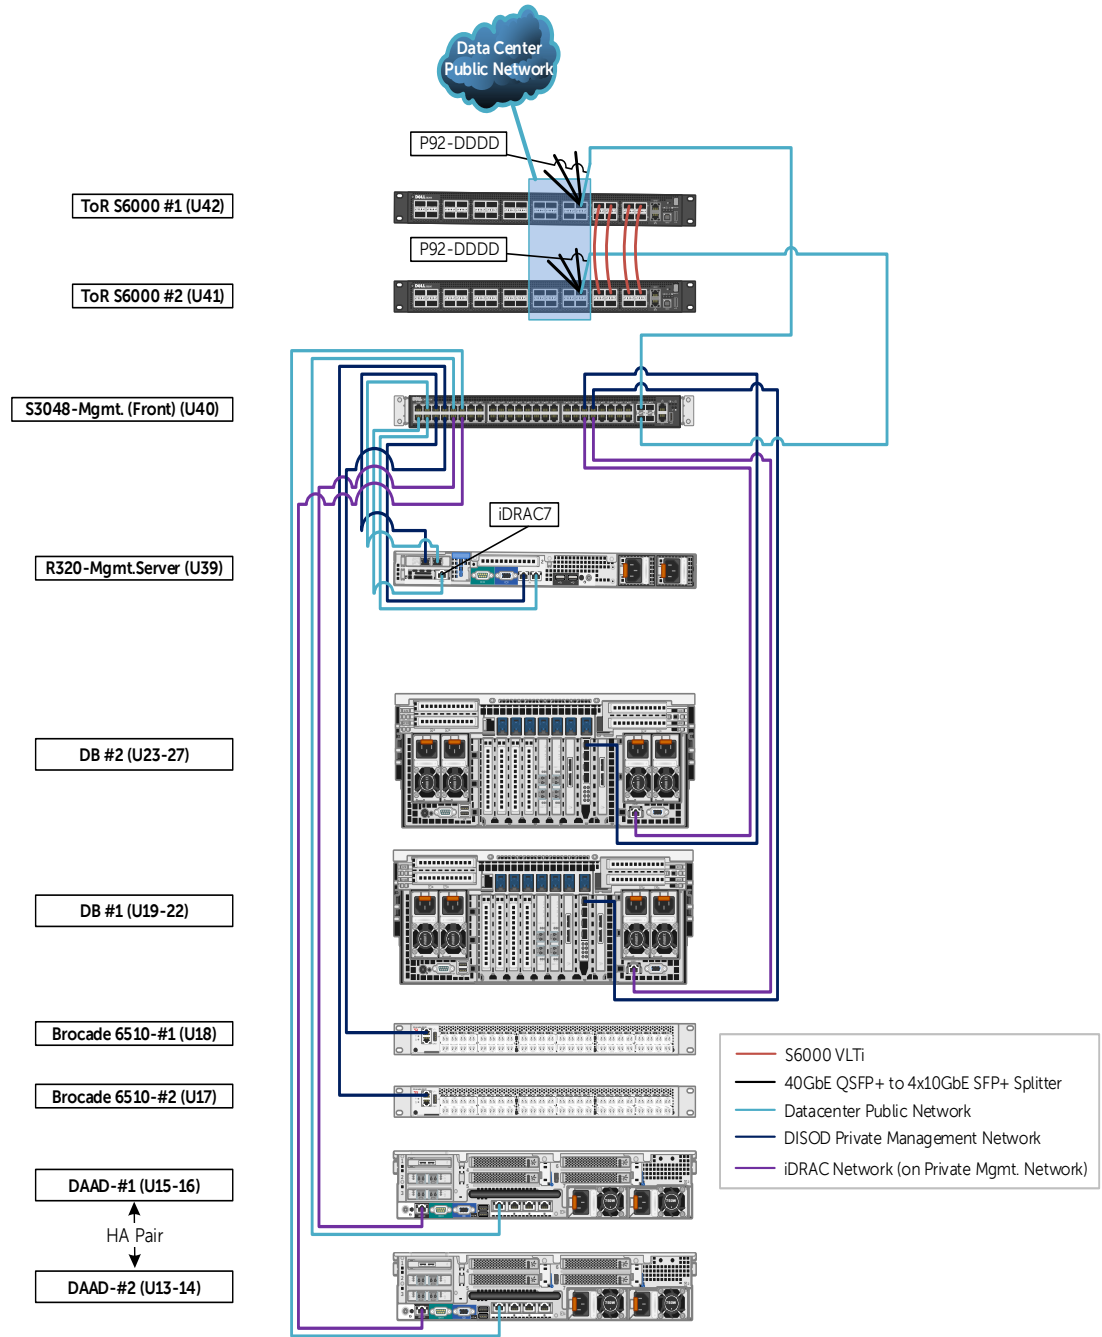 Data Center
Public Network
P92-DDDD
ToR S6000 #1 (U42)
P92-DDDD
ToR S6000 #2 (U41)
S3048-Mgmt. (Front) (U40)
iDRAC7
R320-Mgmt.Server (U39)
DB #2 (U23-27)
DB #1 (U19-22)
Brocade 6510-#1 (U18)
Brocade 6510-#2 (U17)
S6000 VLTi
40GbE QSFP+ to 4x10GbE SFP+ Splitter
Datacenter Public Network
DISOD Private Management Network
iDRAC Network (on Private Mgmt. Network)
DAAD-#1 (U15-16)
HA Pair
DAAD-#2 (U13-14)